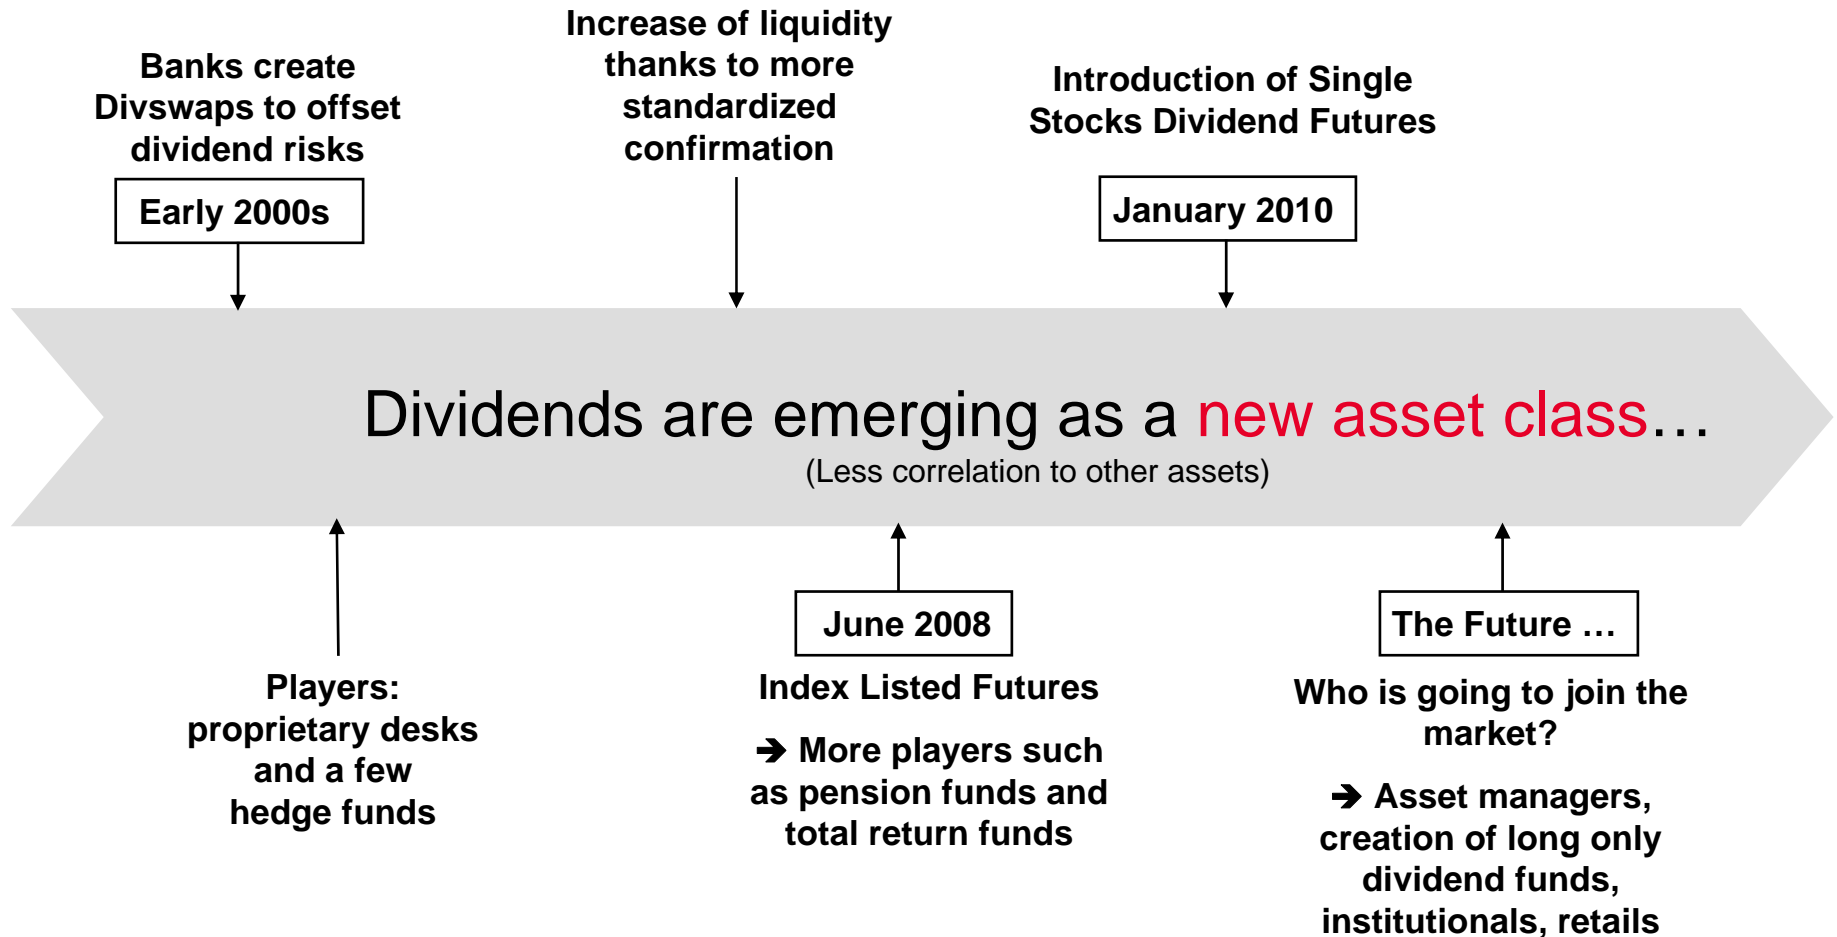 Banks create
Divswaps to offset
dividend risks
Early 2000s
Increase of liquidity
thanks to more
standardized
confirmation
Introduction of Single
Stocks Dividend Futures
January 2010
Dividends are emerging as a new asset class…
(Less correlation to other assets)
Players:
proprietary desks
and a few
hedge funds
June 2008
Index Listed Futures
➔ More players such
as pension funds and
total return funds
The Future …
Who is going to join the
market?
➔ Asset managers,
creation of long only
dividend funds,
institutionals, retails